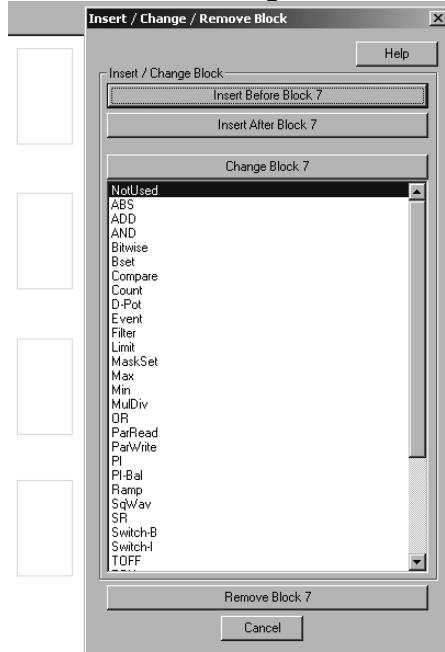 Insert / Change / Remove Block
Help
Insert / Change Block
Insert Before Block 7
Insert After Block 7
Change Block 7
NotUsed
ABS
ADD
AND
Bitwise
Bset
Compare
Count
D-Pot
Event
Filter
Limit
MaskSet
Max
Min
MulDiv
OR
ParRead
ParWrite
PI
PI-Bal
Ramp
SqWav
SR
Switch-B
Switch-I
TOFF
Remove Block 7
Cancel